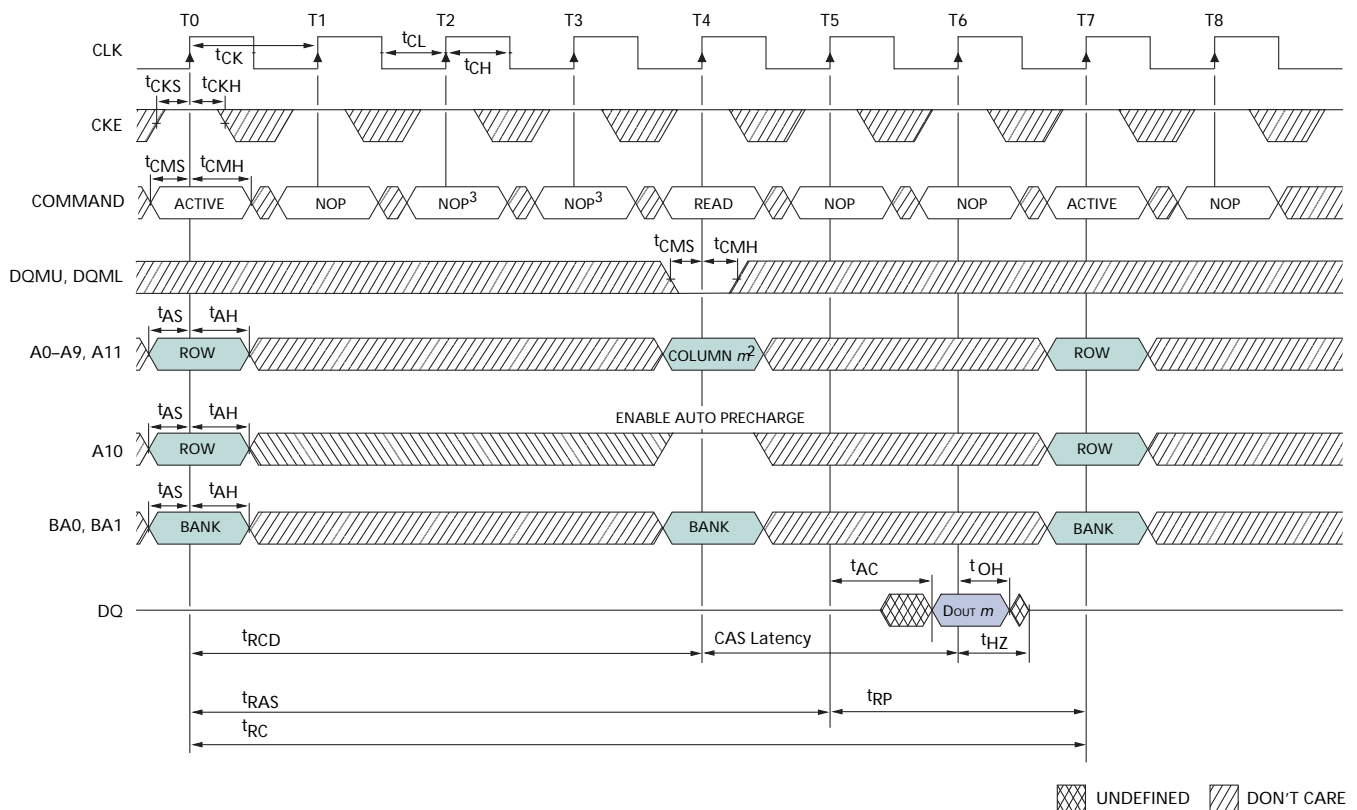 T0 T1 T2 T3 T4 T5 T6 T7 T8
CLK
tCK tCL tCH
tCKS tCKH
CKE
tCMS tCMH
COMMAND ACTIVE NOP NOP3 NOP3 READ NOP NOP ACTIVE NOP
tCMS tCMH
DQMU, DQML
tAS tAH
A0–A9, A11 ROW COLUMN m2 ROW
ENABLE AUTO PRECHARGE
tAS tAH
A10 ROW ROW
tAS tAH
BA0, BA1 BANK BANK BANK
tAC tOH
DQ DOUT m
tRCD CAS Latency tHZ
tRAS tRP
tRC
UNDEFINED DON'T CARE